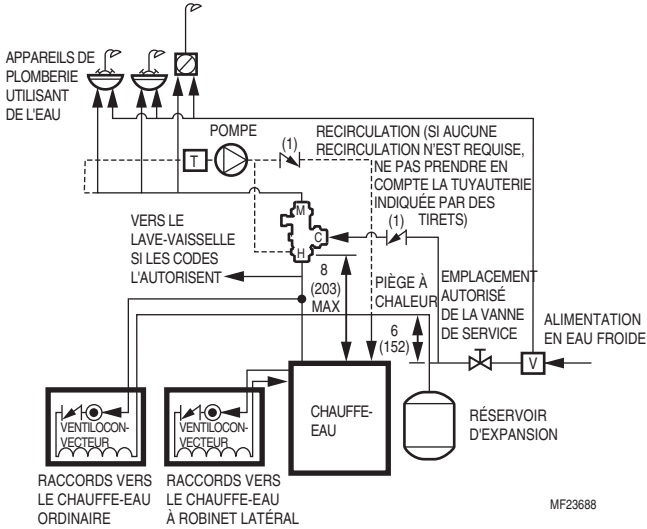 APPAREILS DE
PLOMBERIE
UTILISANT
DE L'EAU
POMPE
T
(1)
RECIRCULATION (SI AUCUNE
RECIRCULATION N'EST REQUISE,
NE PAS PRENDRE EN
COMPTE LA TUYAUTERIE
INDIQUÉE PAR DES
TIRETS)
(1)
M
C
H
VERS LE
LAVE-VAISSELLE
SI LES CODES
L'AUTORISENT
8
(203)
MAX
PIÈGE À
CHALEUR
6
(152)
EMPLACEMENT
AUTORISÉ
DE LA VANNE
DE SERVICE
ALIMENTATION
EN EAU FROIDE
V
VENTILOCON-
VECTEUR
VENTILOCON-
VECTEUR
CHAUFFE-
EAU
RÉSERVOIR
D'EXPANSION
RACCORDS VERS
LE CHAUFFE-EAU
ORDINAIRE
RACCORDS VERS
LE CHAUFFE-EAU
À ROBINET LATÉRAL
MF23688